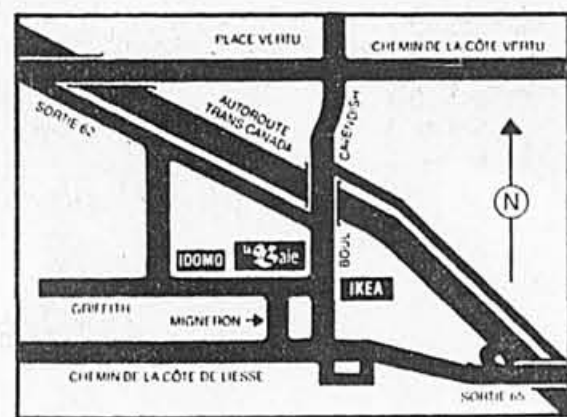 PLACE VERTU
CHEMIN DE LA CÔTE VERTU
SORTIE 62
AUTOROUTE
TRANS CANADA
BOUL CAVENDISH
N
IDOMO
la Baie
IKEA
GRIFFITH
MIGNERON →
CHEMIN DE LA CÔTE DE LIESSE
SORTIE 65